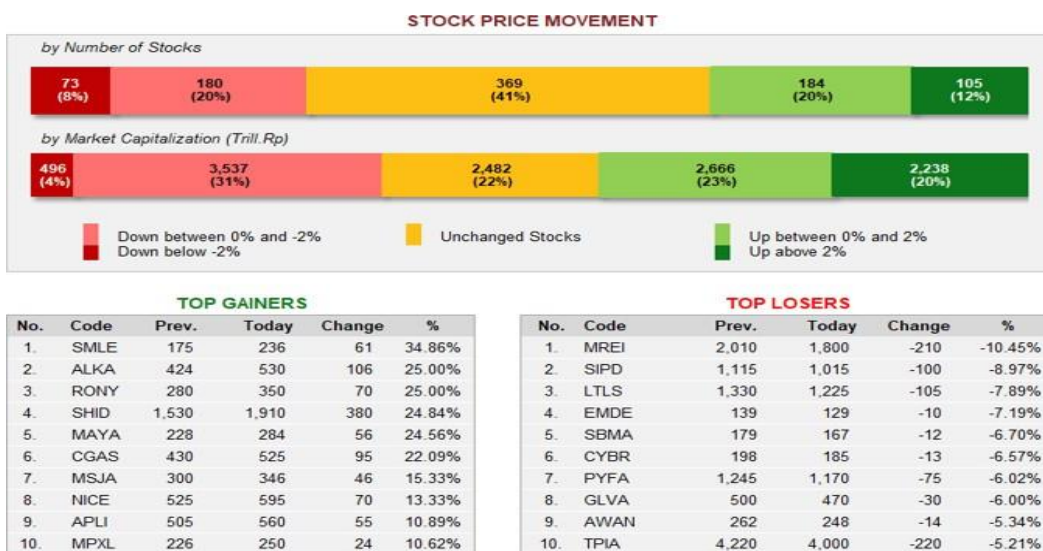 STOCK PRICE MOVEMENT
by Number of Stocks
73 180 369 184 105
(8%) (20%) (41%) (20%) (12%)
by Market Capitalization (Trill.Rp)
496 3,537 2,482 2,666 2,238
(4%) (31%) (22%) (23%) (20%)
Down between 0% and -2% Unchanged Stocks Up between 0% and 2%
Down below -2% Up above 2%
TOP GAINERS
No. Code Prev. Today Change %
1. SMLE 175 236 61 34.86%
2. ALKA 424 530 106 25.00%
3. RONY 280 350 70 25.00%
4. SHID 1,530 1,910 380 24.84%
5. MAYA 228 284 56 24.56%
6. CGAS 430 525 95 22.09%
7. MSJA 300 346 46 15.33%
8. NICE 525 595 70 13.33%
9. APLI 505 560 55 10.89%
10. MPXL 226 250 24 10.62%
TOP LOSERS
No. Code Prev. Today Change %
1. MREI 2,010 1,800 -210 -10.45%
2. SIPD 1,115 1,015 -100 -8.97%
3. LTLS 1,330 1,225 -105 -7.89%
4. EMDE 139 129 -10 -7.19%
5. SBMA 179 167 -12 -6.70%
6. CYBR 198 185 -13 -6.57%
7. PYFA 1,245 1,170 -75 -6.02%
8. GLVA 500 470 -30 -6.00%
9. AWAN 262 248 -14 -5.34%
10. TPIA 4,220 4,000 -220 -5.21%